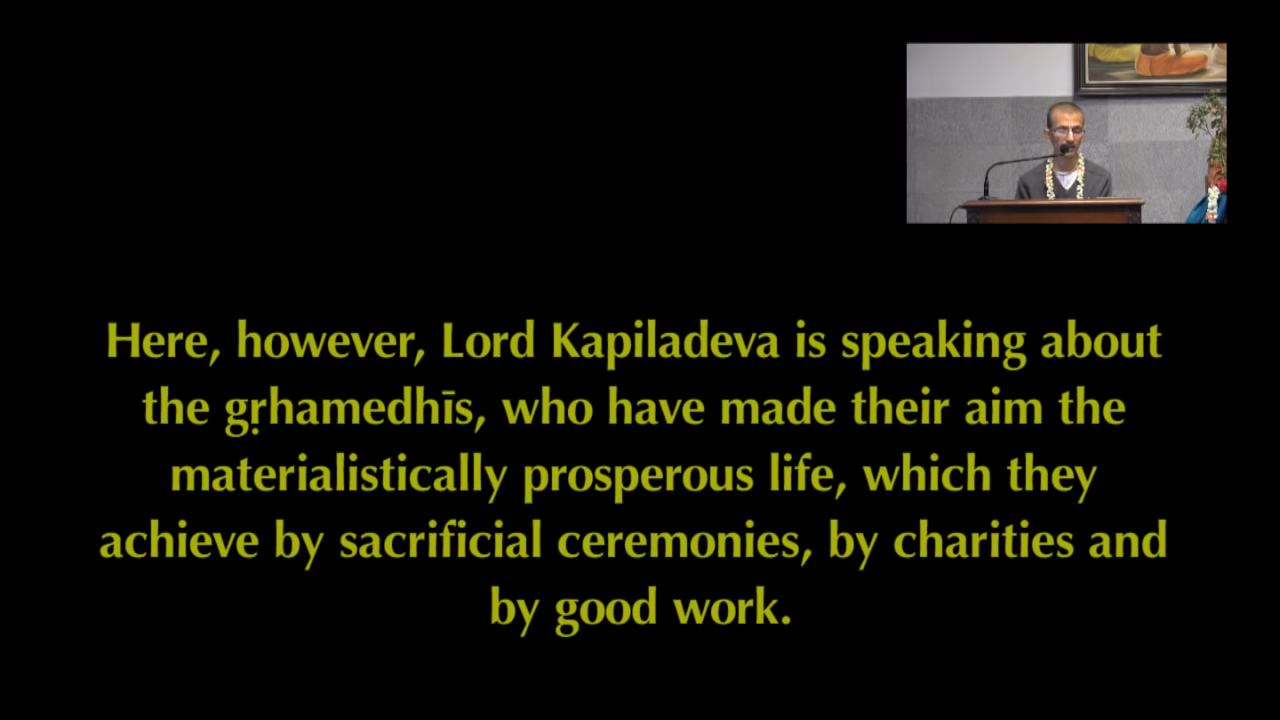 Here, however, Lord Kapiladeva is speaking about
the gṛhamedhīs, who have made their aim the
materialistically prosperous life, which they
achieve by sacrificial ceremonies, by charities and
by good work.